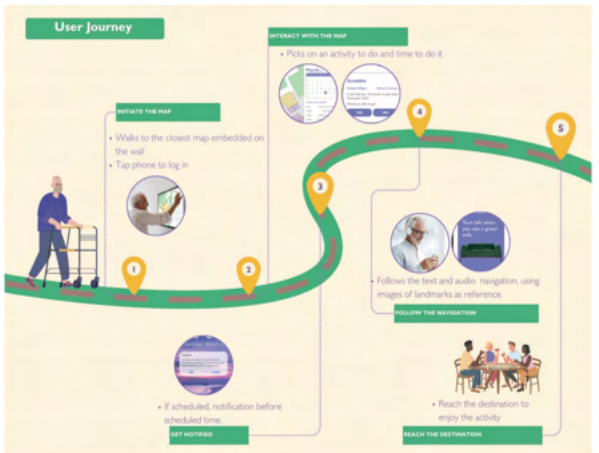 User Journey
INITIATE THE MAP
• Walks to the closest map embedded on
the wall
• Tap phone to log in
1
INTERACT WITH THE MAP
• Picks on an activity to do and time to do it
2
3
• If scheduled, notification before
scheduled time.
GET NOTIFIED
4
Turn left when
you see a green
sofa.
• Follows the text and audio navigation, using
images of landmarks as reference.
FOLLOW THE NAVIGATION
5
• Reach the destination to
enjoy the activity
REACH THE DESTINATION